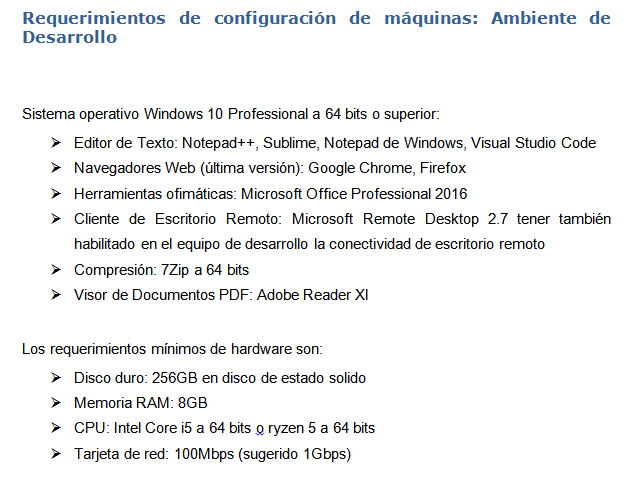 Requerimientos de configuración de máquinas: Ambiente de
Desarrollo
Sistema operativo Windows 10 Professional a 64 bits o superior:
➤ Editor de Texto: Notepad++, Sublime, Notepad de Windows, Visual Studio Code
➤ Navegadores Web (última versión): Google Chrome, Firefox
➤ Herramientas ofimáticas: Microsoft Office Professional 2016
➤ Cliente de Escritorio Remoto: Microsoft Remote Desktop 2.7 tener también
habilitado en el equipo de desarrollo la conectividad de escritorio remoto
➤ Compresión: 7Zip a 64 bits
➤ Visor de Documentos PDF: Adobe Reader XI
Los requerimientos mínimos de hardware son:
➤ Disco duro: 256GB en disco de estado solido
➤ Memoria RAM: 8GB
➤ CPU: Intel Core i5 a 64 bits o ryzen 5 a 64 bits
➤ Tarjeta de red: 100Mbps (sugerido 1Gbps)